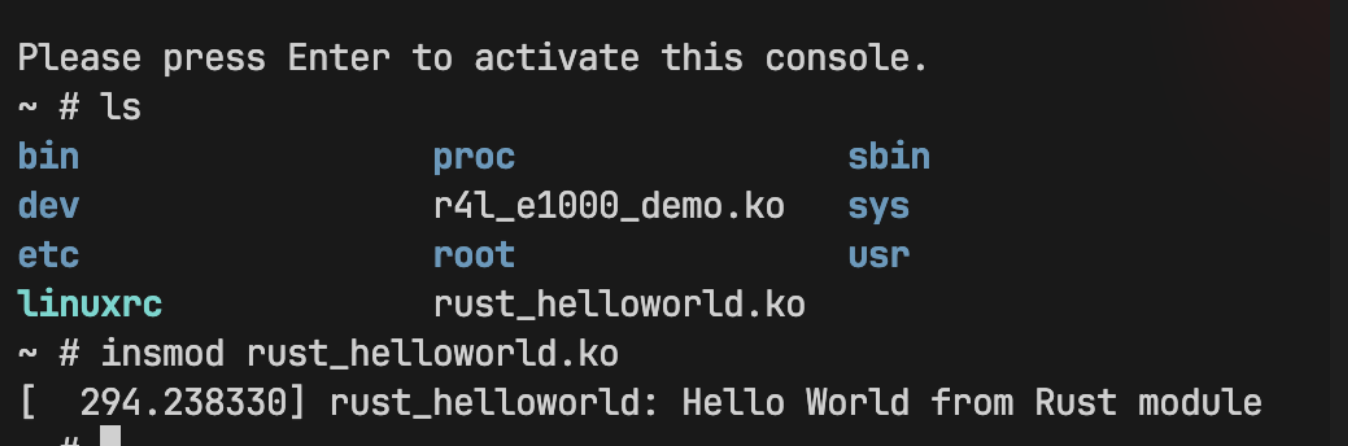 Please press Enter to activate this console.
~ # ls
bin proc sbin
dev r4l_e1000_demo.ko sys
etc root usr
linuxrc rust_helloworld.ko
~ # insmod rust_helloworld.ko
[  294.238330] rust_helloworld: Hello World from Rust module
~ #